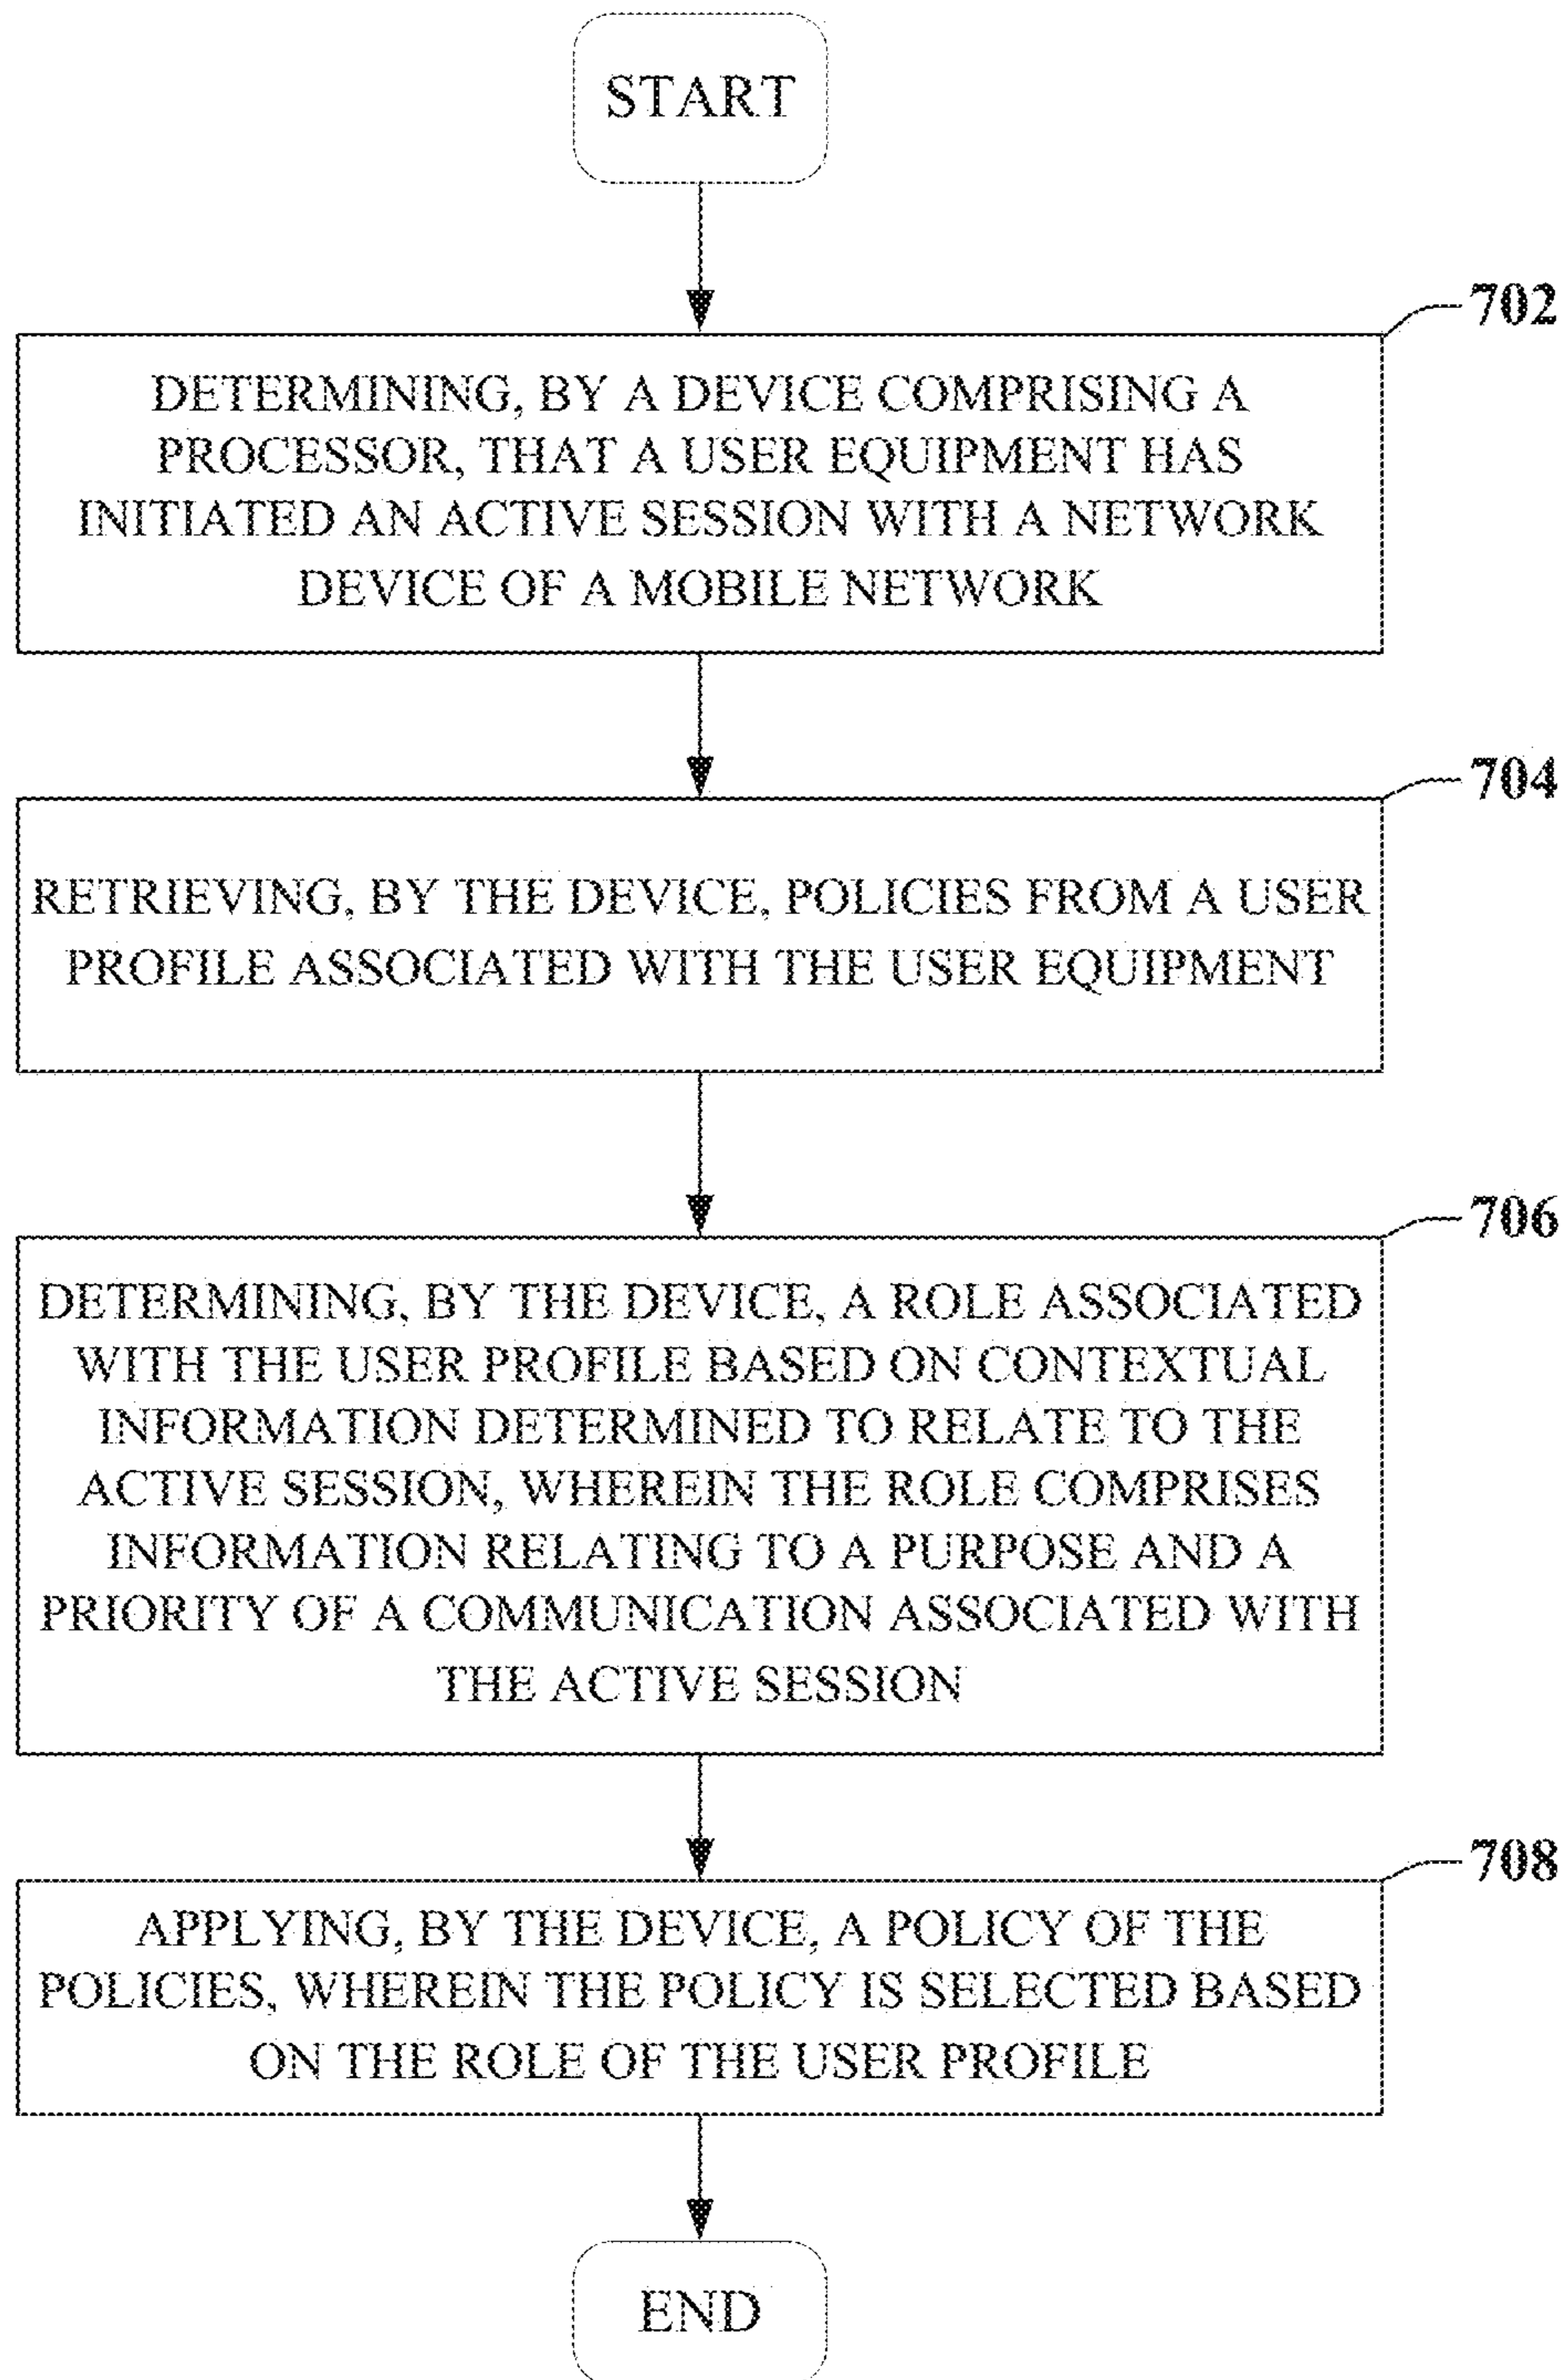 START
702
DETERMINING, BY A DEVICE COMPRISING A
PROCESSOR, THAT A USER EQUIPMENT HAS
INITIATED AN ACTIVE SESSION WITH A NETWORK
DEVICE OF A MOBILE NETWORK
704
RETRIEVING, BY THE DEVICE, POLICIES FROM A USER
PROFILE ASSOCIATED WITH THE USER EQUIPMENT
706
DETERMINING, BY THE DEVICE, A ROLE ASSOCIATED
WITH THE USER PROFILE BASED ON CONTEXTUAL
INFORMATION DETERMINED TO RELATE TO THE
ACTIVE SESSION, WHEREIN THE ROLE COMPRISES
INFORMATION RELATING TO A PURPOSE AND A
PRIORITY OF A COMMUNICATION ASSOCIATED WITH
THE ACTIVE SESSION
708
APPLYING, BY THE DEVICE, A POLICY OF THE
POLICIES, WHEREIN THE POLICY IS SELECTED BASED
ON THE ROLE OF THE USER PROFILE
END